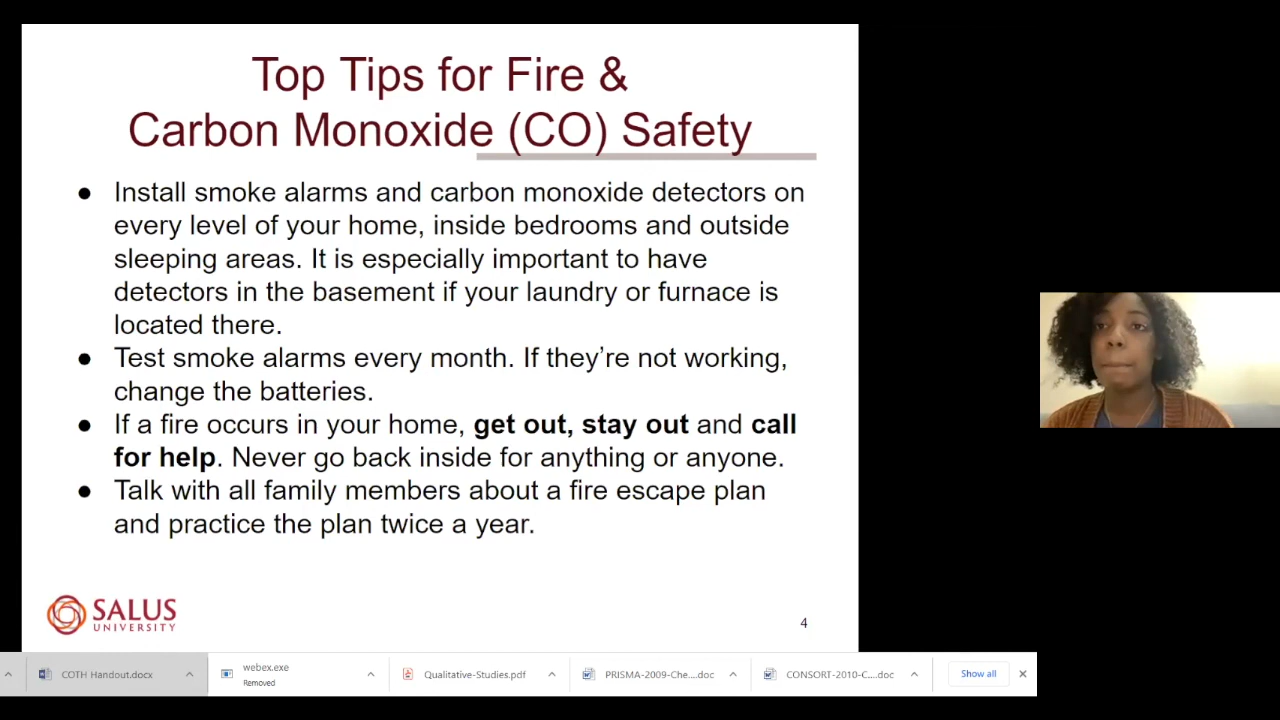 Top Tips for Fire &
Carbon Monoxide (CO) Safety
● Install smoke alarms and carbon monoxide detectors on
every level of your home, inside bedrooms and outside
sleeping areas. It is especially important to have
detectors in the basement if your laundry or furnace is
located there.
● Test smoke alarms every month. If they’re not working,
change the batteries.
● If a fire occurs in your home, get out, stay out and call
for help. Never go back inside for anything or anyone.
● Talk with all family members about a fire escape plan
and practice the plan twice a year.
SALUS
UNIVERSITY
4
COTH Handout.docx
webex.exe
Removed
Qualitative-Studies.pdf
PRISMA-2009-Che....doc
CONSORT-2010-C....doc
Show all